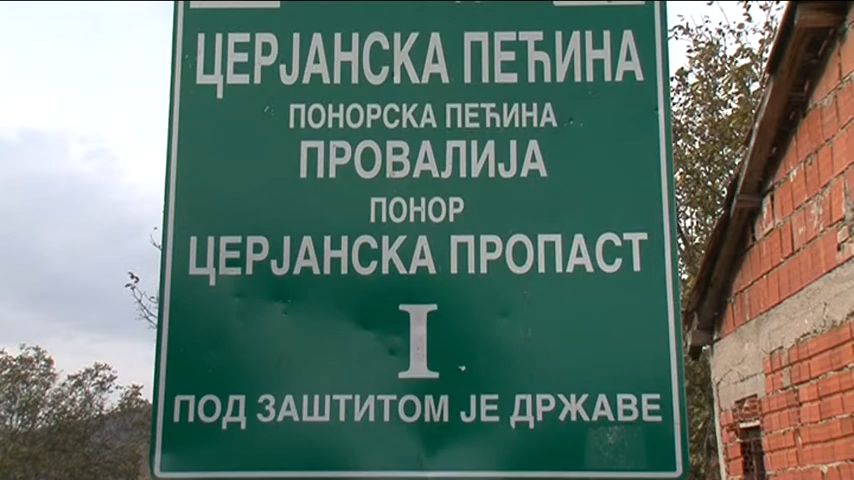 ЦЕРЈАНСКА ПЕЋИНА
ПОНОРСКА ПЕЋИНА
ПРОВАЛИЈА
ПОНОР
ЦЕРЈАНСКА ПРОПАСТ
I
ПОД ЗАШТИТОМ ЈЕ ДРЖАВЕ